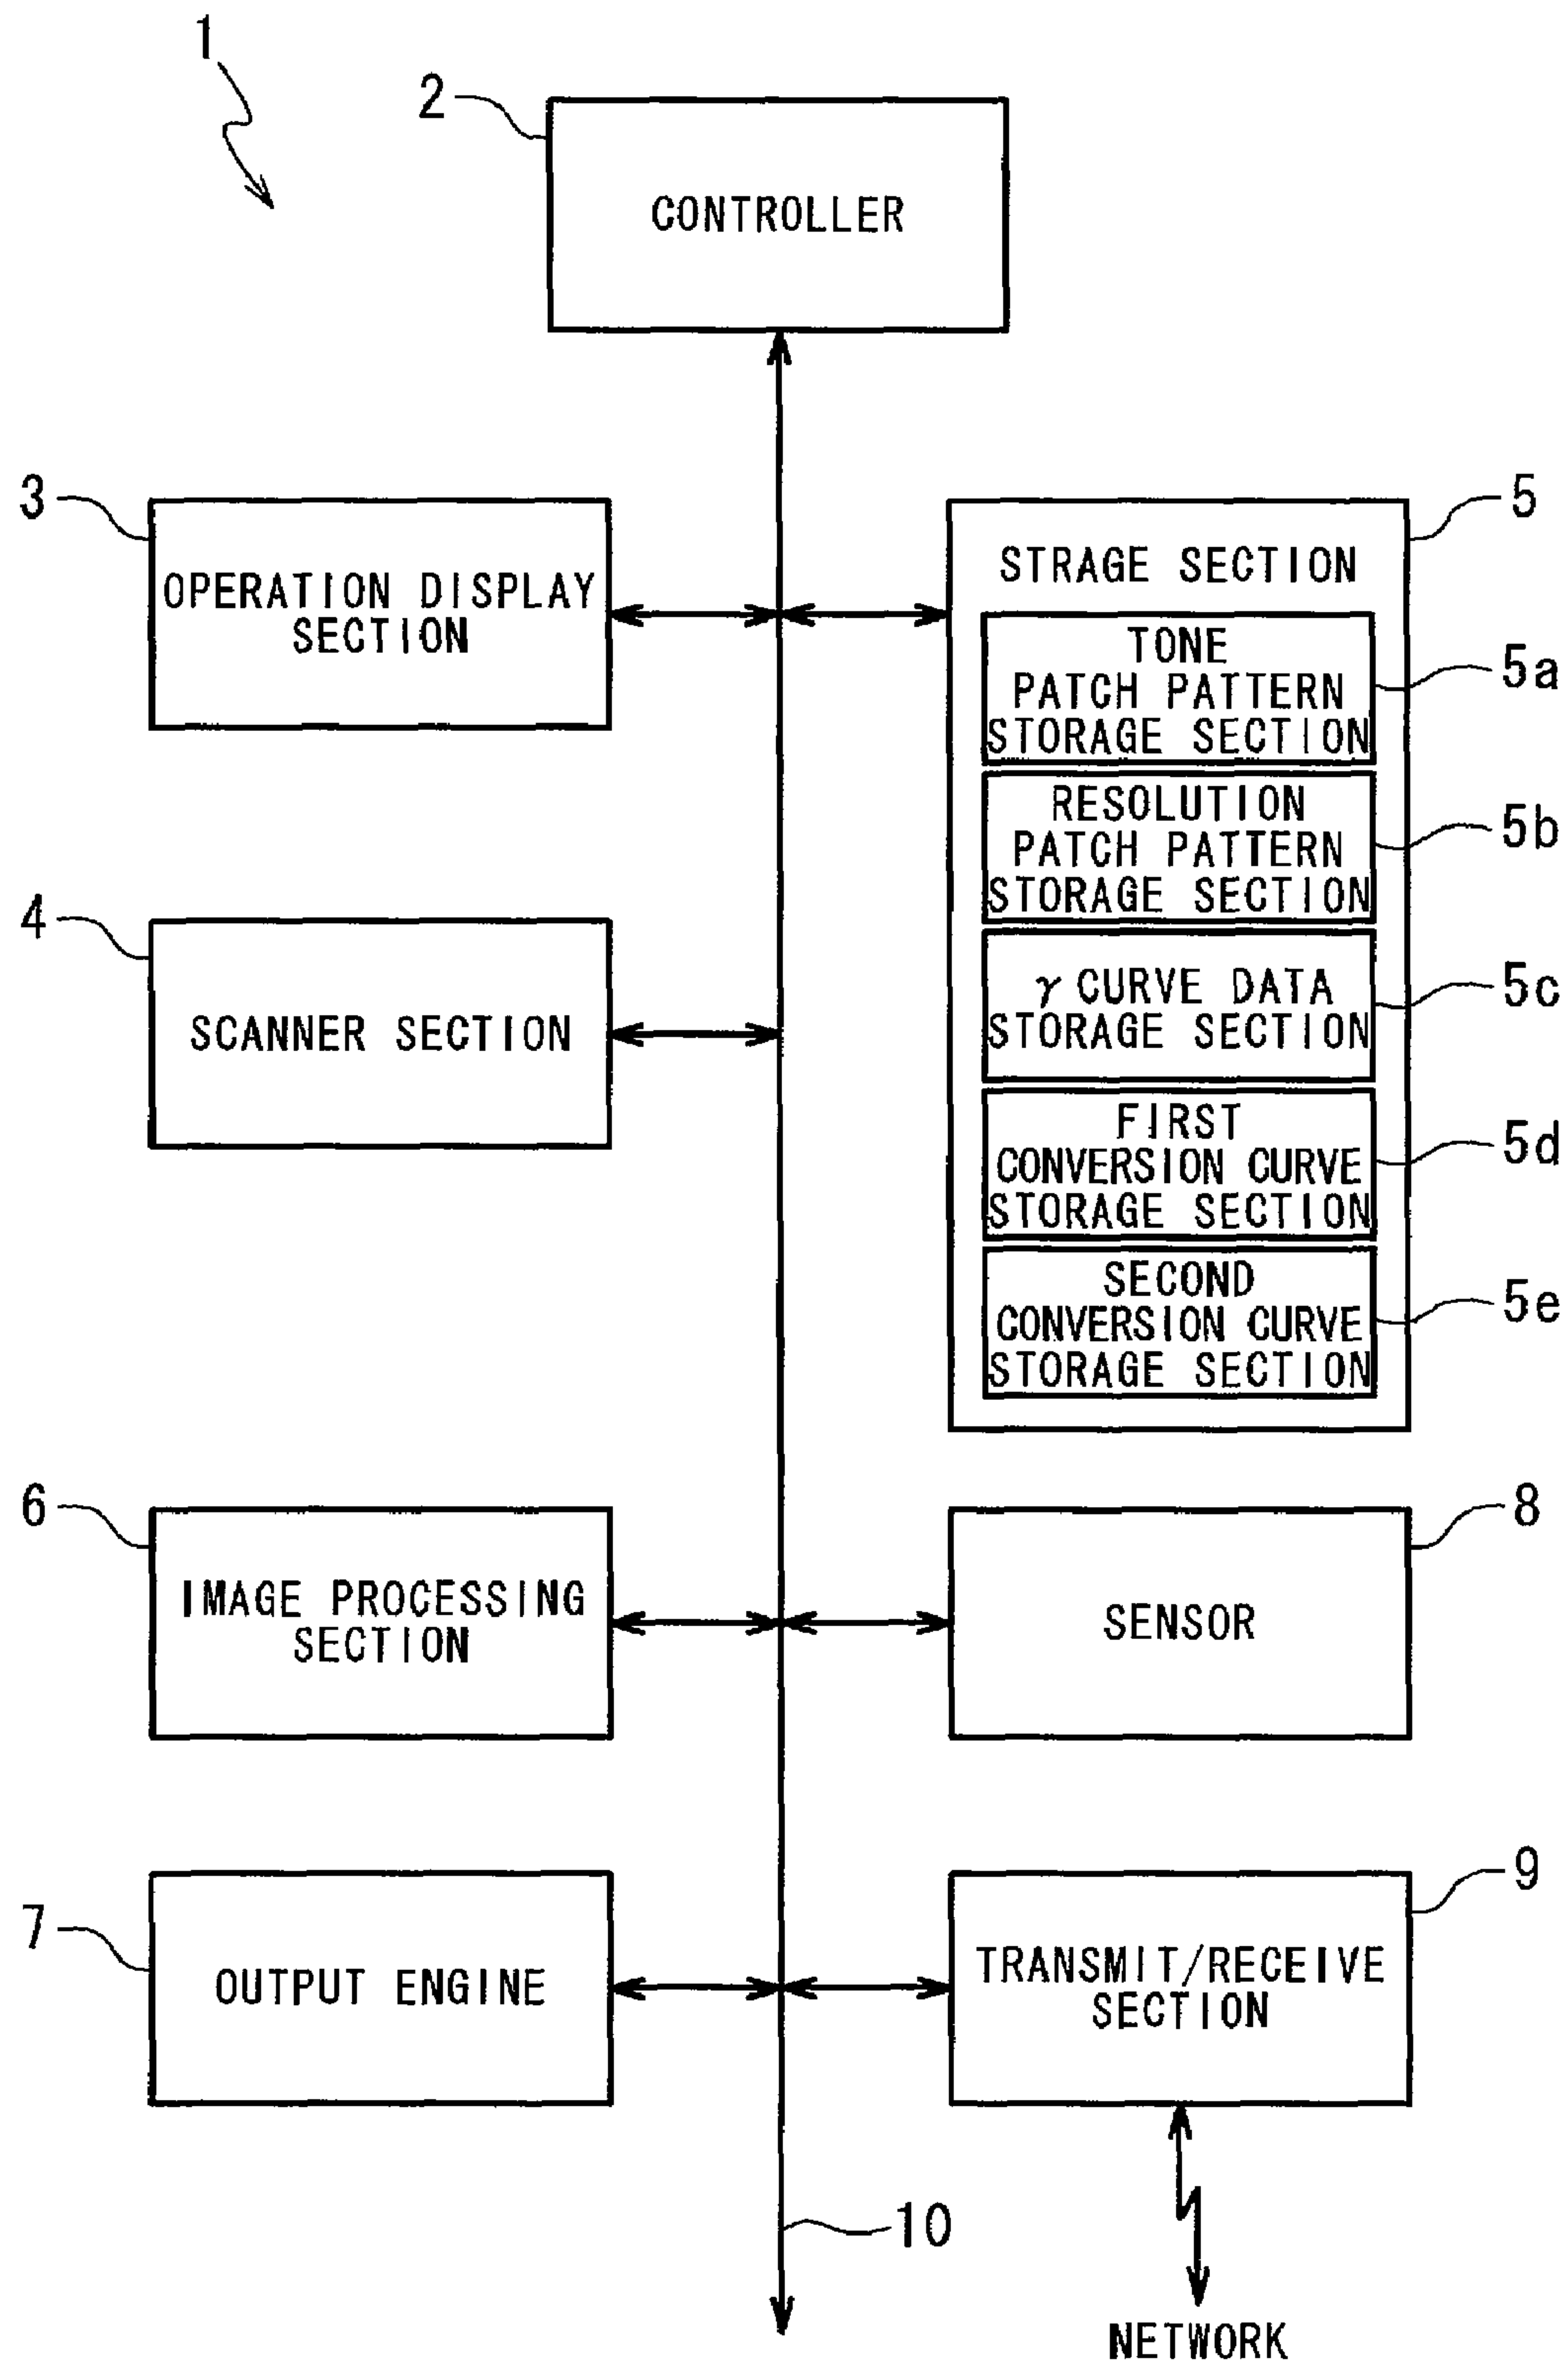 1
2
CONTROLLER
3
OPERATION DISPLAY
SECTION
5
STRAGE SECTION
TONE
PATCH PATTERN
STORAGE SECTION
5a
RESOLUTION
PATCH PATTERN
STORAGE SECTION
5b
4
SCANNER SECTION
γ CURVE DATA
STORAGE SECTION
5c
FIRST
CONVERSION CURVE
STORAGE SECTION
5d
SECOND
CONVERSION CURVE
STORAGE SECTION
5e
6
IMAGE PROCESSING
SECTION
8
SENSOR
7
OUTPUT ENGINE
9
TRANSMIT/RECEIVE
SECTION
10
NETWORK